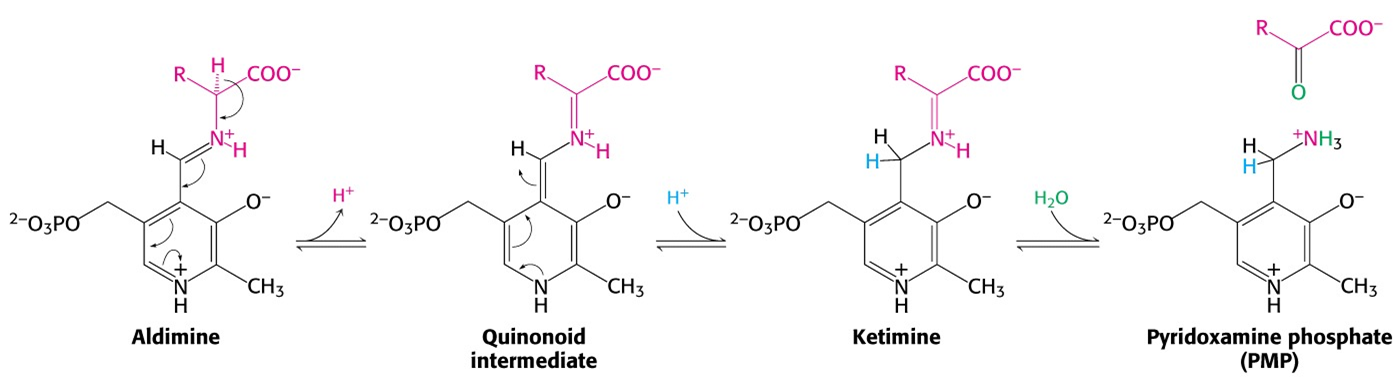 R H COO⁻
N⁺
H
H
²⁻O₃PO
O⁻
+
N
H
CH₃
Aldimine
H⁺
R COO⁻
N⁺
H
H
²⁻O₃PO
O⁻
N
H
CH₃
Quinonoid
intermediate
H⁺
R COO⁻
N⁺
H
H
H
²⁻O₃PO
O⁻
+
N
H
CH₃
Ketimine
H₂O
R COO⁻
O
⁺NH₃
H
H
²⁻O₃PO
O⁻
+
N
H
CH₃
Pyridoxamine phosphate
(PMP)